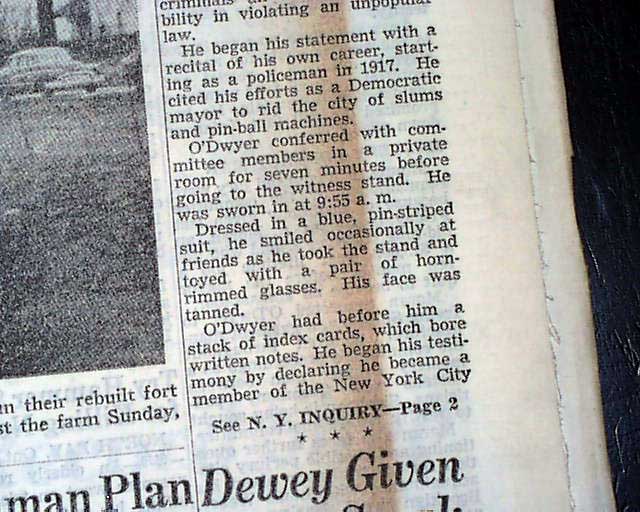 criminals
bility in violating an unpopular
law.
He began his statement with a
recital of his own career, start-
ing as a policeman in 1917. He
cited his efforts as a Democratic
mayor to rid the city of slums
and pin-ball machines.
O'Dwyer conferred with com-
mittee members in a private
room for seven minutes before
going to the witness stand. He
was sworn in at 9:55 a. m.
Dressed in a blue, pin-striped
suit, he smiled occasionally at
friends as he took the stand and
toyed with a pair of horn-
rimmed glasses. His face was
tanned.
O'Dwyer had before him a
stack of index cards, which bore
written notes. He began his testi-
mony by declaring he became a
member of the New York City
See N. Y. INQUIRY—Page 2
★ ★ ★
in their rebuilt fort
st the farm Sunday,
man Plan
Dewey Given